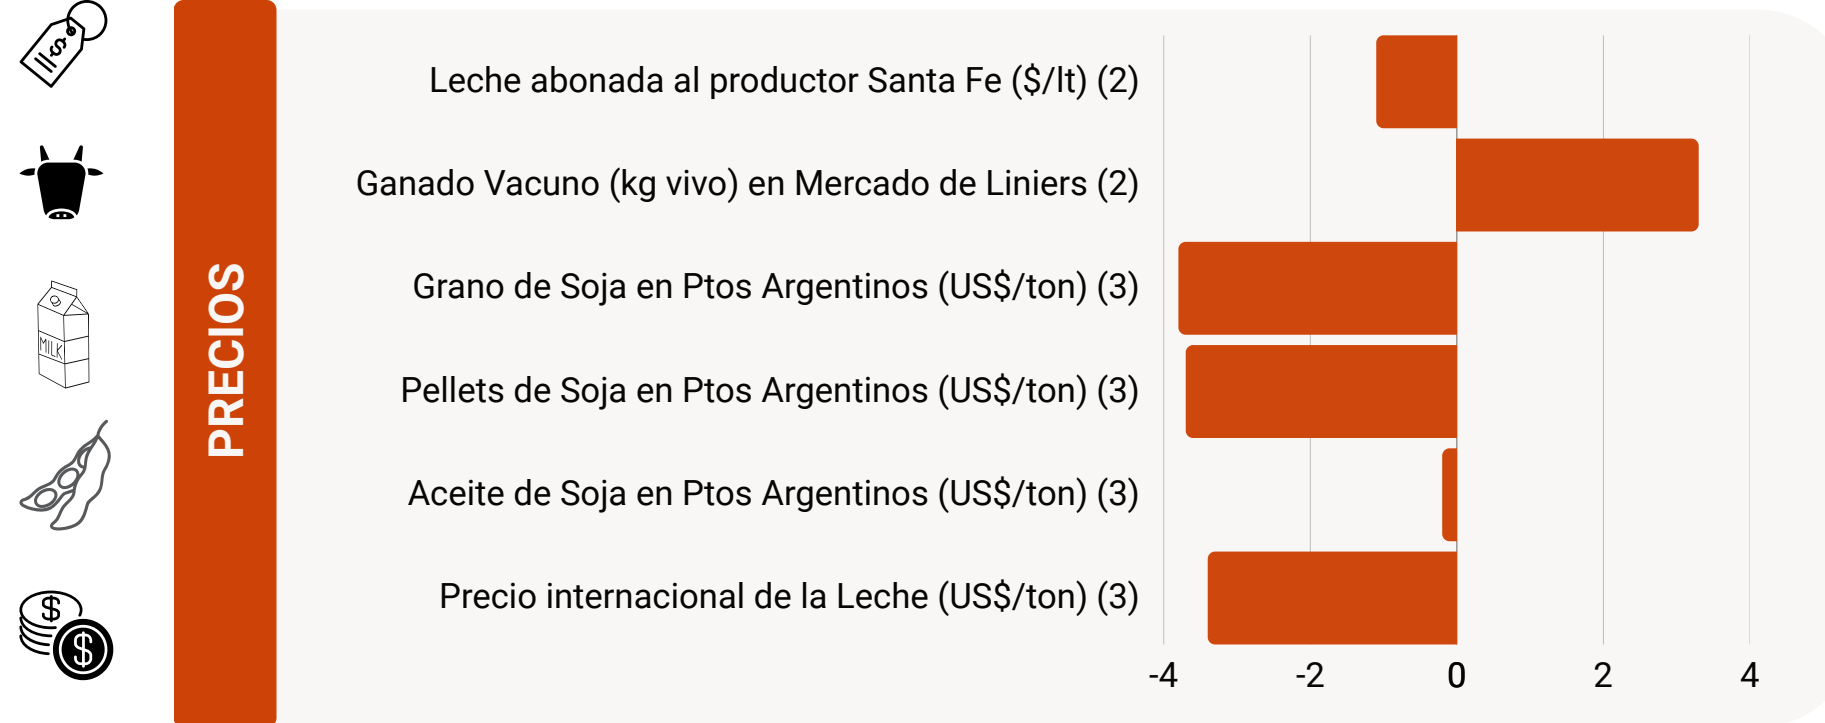 PRECIOS
Leche abonada al productor Santa Fe ($/lt) (2)
Ganado Vacuno (kg vivo) en Mercado de Liniers (2)
Grano de Soja en Ptos Argentinos (US$/ton) (3)
Pellets de Soja en Ptos Argentinos (US$/ton) (3)
Aceite de Soja en Ptos Argentinos (US$/ton) (3)
Precio internacional de la Leche (US$/ton) (3)
-4 -2 0 2 4
$
MILK
$
$